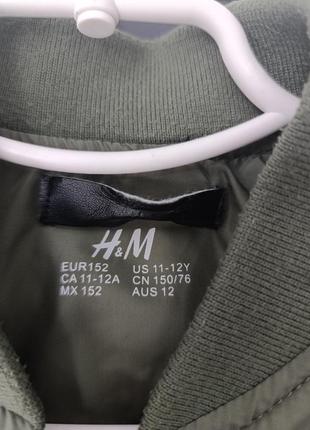 H&M
EUR152 US 11-12Y
CA 11-12A CN 150/76
MX 152 AUS 12